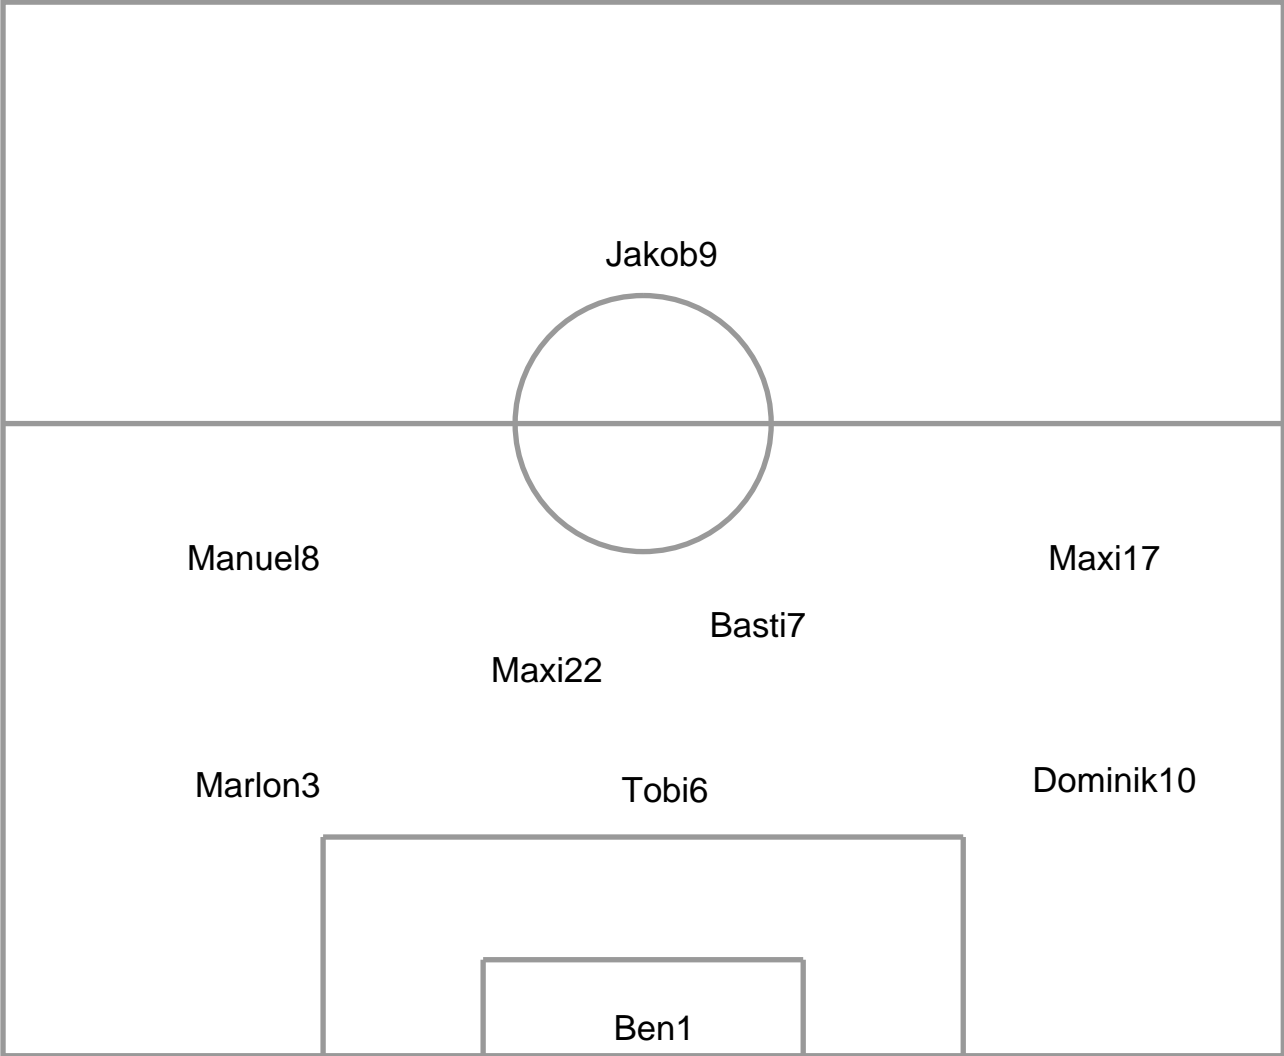 Jakob9
Manuel8
Maxi17
Basti7
Maxi22
Marlon3
Tobi6
Dominik10
Ben1